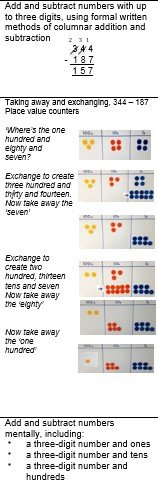 Add and subtract numbers with up
to three digits, using formal written
methods of columnar addition and
subtraction
2 3 1
3 4 4
- 1 8 7
1 5 7
Taking away and exchanging, 344 – 187
Place value counters
'Where's the one
hundred and
eighty and
seven?
Exchange to create
three hundred and
thirty and fourteen.
Now take away the
'seven'
Exchange to
create two
hundred, thirteen
tens and seven
Now take away
the 'eighty'
Now take away
the 'one
hundred'
Add and subtract numbers
mentally, including:
* a three-digit number and ones
* a three-digit number and tens
* a three-digit number and
hundreds